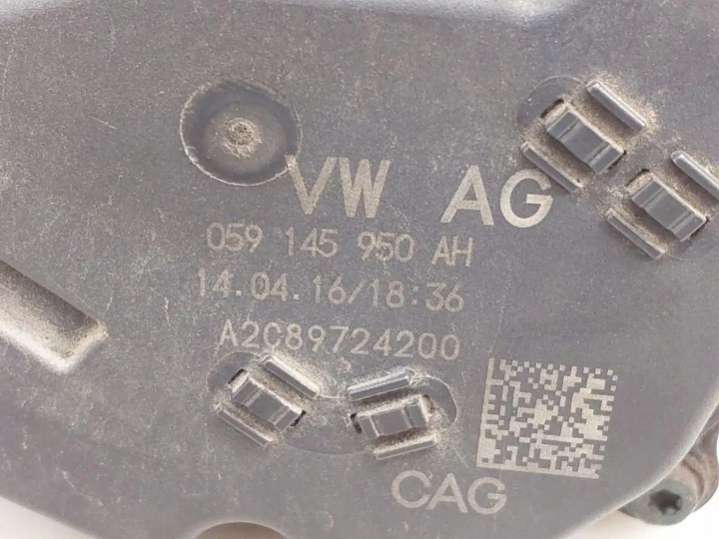 VW AG
059 145 950 AH
14.04.16/18:36
A2C89724200
CAG